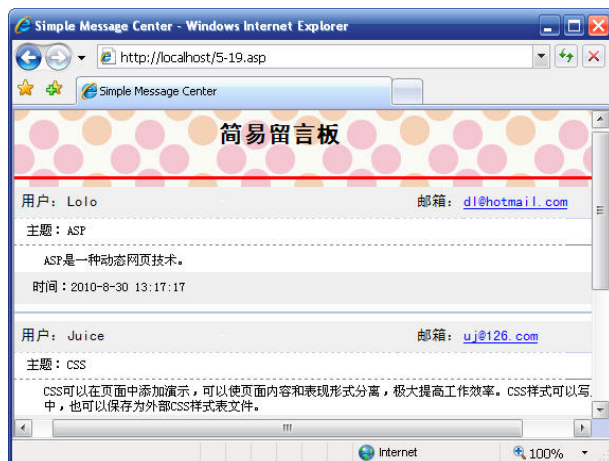 Simple Message Center - Windows Internet Explorer
http://localhost/5-19.asp
Simple Message Center
简易留言板
用户: Lolo 邮箱: dl@hotmail.com
主题: ASP
ASP是一种动态网页技术。
时间:2010-8-30 13:17:17
用户: Juice 邮箱: uj@126.com
主题: CSS
CSS可以在页面中添加演示,可以使页面内容和表现形式分离,极大提高工作效率。CSS样式可以写
中,也可以保存为外部CSS样式表文件。
Internet 100%